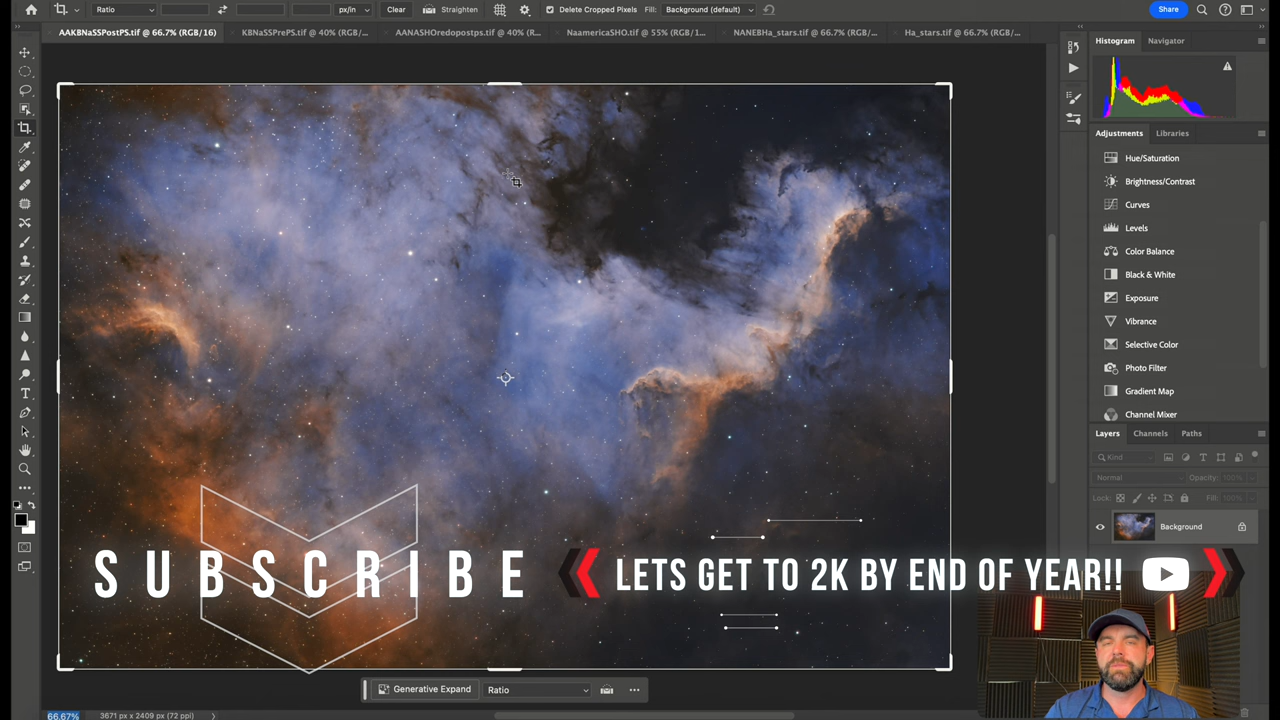 Ratio
px/in
Clear
Straighten
Delete Cropped Pixels
Fill:
Background (default)
Share
AAKBNaSSPostPS.tif @ 66.7% (RGB/16)
KBNaSSPrePS.tif @ 40% (RGB/...
AANASHOredopostps.tif @ 40% (R...
NaamericaSHO.tif @ 55% (RGB/1...
NANEBHa_stars.tif @ 66.7% (RGB/...
Ha_stars.tif @ 66.7% (RGB/...
Histogram
Navigator
Adjustments
Libraries
Hue/Saturation
Brightness/Contrast
Curves
Levels
Color Balance
Black & White
Exposure
Vibrance
Selective Color
Photo Filter
Gradient Map
Channel Mixer
Layers
Channels
Paths
Kind
Normal
Opacity: 100%
Lock:
Fill: 100%
Background
SUBSCRIBE
LETS GET TO 2K BY END OF YEAR!!
Generative Expand
Ratio
66.67%
3671 px x 2409 px (72 ppi)